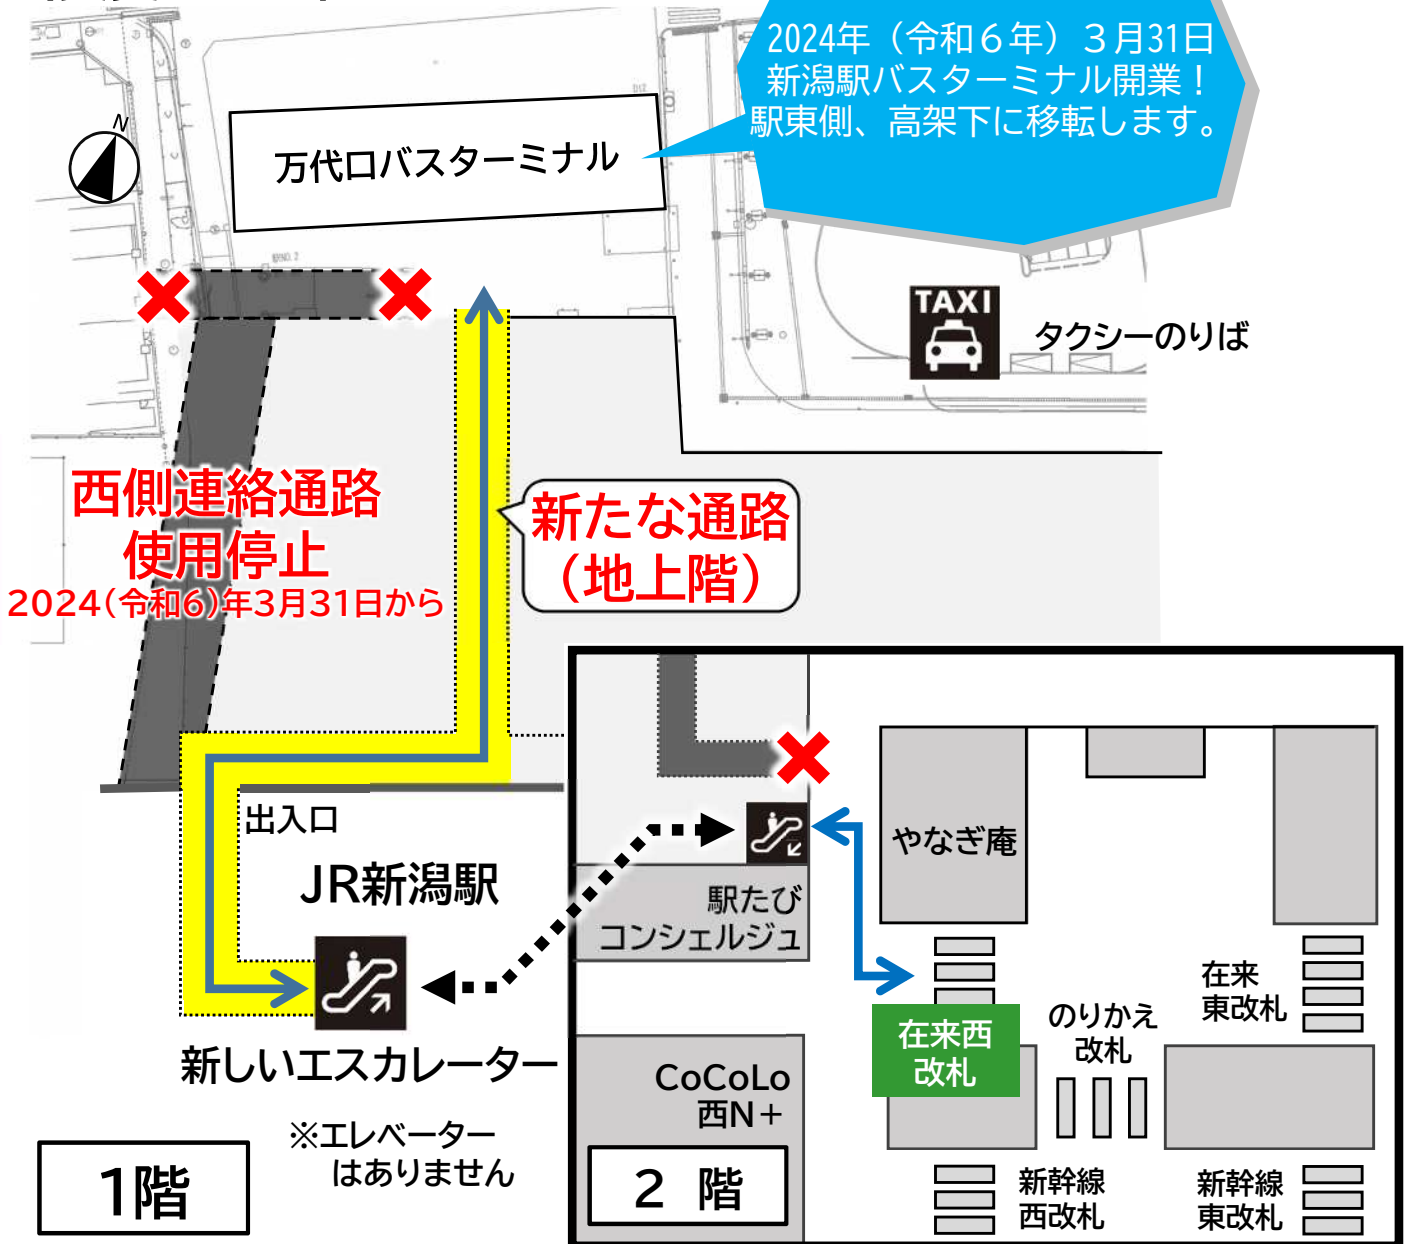 2024年（令和６年）３月31日
新潟駅バスターミナル開業！
駅東側、高架下に移転します。
N
万代口バスターミナル
TAXI
タクシーのりば
西側連絡通路
使用停止
2024(令和6)年3月31日から
新たな通路
（地上階）
出入口
JR新潟駅
新しいエスカレーター
※エレベーター
はありません
1階
やなぎ庵
駅たび
コンシェルジュ
在来
東改札
のりかえ
改札
在来西
改札
CoCoLo
西N＋
2 階
新幹線
西改札
新幹線
東改札